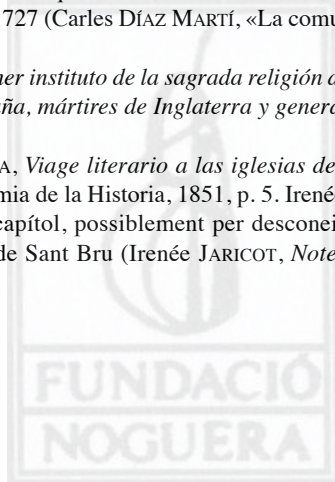 727 (Carles DÍAZ MARTÍ, «La comu
ner instituto de la sagrada religión d
ña, mártires de Inglaterra y genera
A, Viage literario a las iglesias de
mia de la Historia, 1851, p. 5. Irené
capítol, possiblement per desconei
de Sant Bru (Irenée JARICOT, Note
FUNDACIÓ
NOGUERA